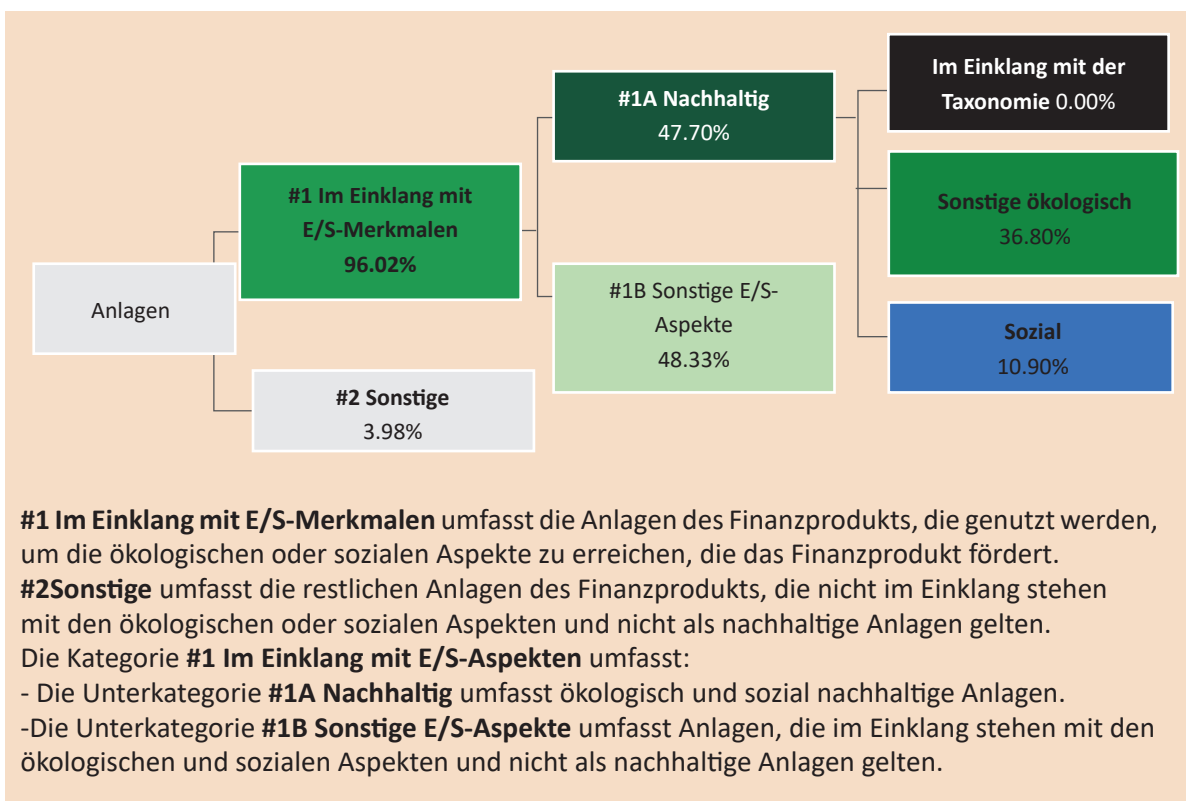 Anlagen
#1 Im Einklang mit
E/S-Merkmalen
96.02%
#2 Sonstige
3.98%
#1A Nachhaltig
47.70%
#1B Sonstige E/S-
Aspekte
48.33%
Im Einklang mit der
Taxonomie 0.00%
Sonstige ökologisch
36.80%
Sozial
10.90%
#1 Im Einklang mit E/S-Merkmalen umfasst die Anlagen des Finanzprodukts, die genutzt werden,
um die ökologischen oder sozialen Aspekte zu erreichen, die das Finanzprodukt fördert.
#2Sonstige umfasst die restlichen Anlagen des Finanzprodukts, die nicht im Einklang stehen
mit den ökologischen oder sozialen Aspekten und nicht als nachhaltige Anlagen gelten.
Die Kategorie #1 Im Einklang mit E/S-Aspekten umfasst:
- Die Unterkategorie #1A Nachhaltig umfasst ökologisch und sozial nachhaltige Anlagen.
-Die Unterkategorie #1B Sonstige E/S-Aspekte umfasst Anlagen, die im Einklang stehen mit den
ökologischen und sozialen Aspekten und nicht als nachhaltige Anlagen gelten.